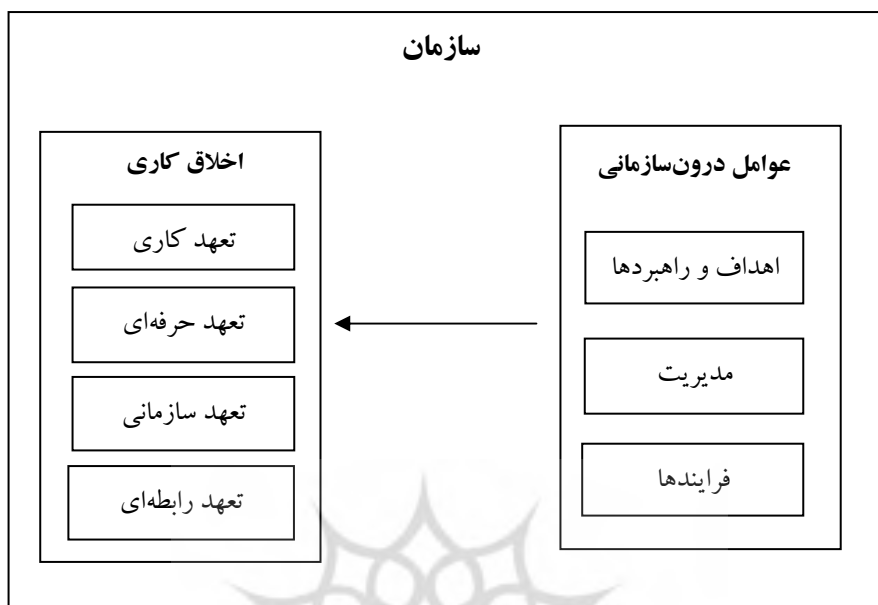 سازمان
عوامل درون‌سازمانی
اهداف و راهبردها
مدیریت
فرایندها
اخلاق کاری
تعهد کاری
تعهد حرفه‌ای
تعهد سازمانی
تعهد رابطه‌ای